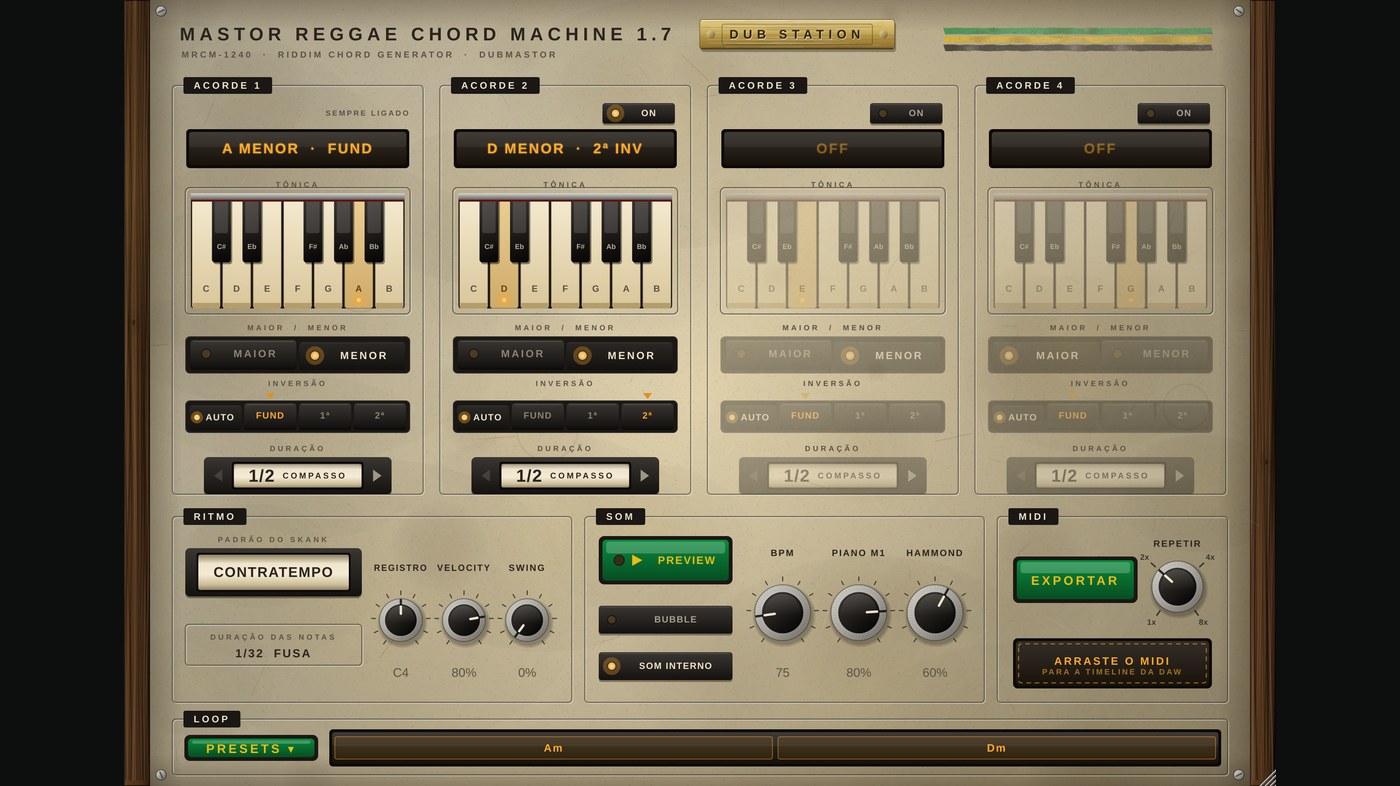 MASTOR REGGAE CHORD MACHINE 1.7
MRCM-1240 · RIDDIM CHORD GENERATOR · DUBMASTOR
DUB STATION
ACORDE 1
SEMPRE LIGADO
A MENOR · FUND
TÔNICA
C# Eb F# Ab Bb
C D E F G A B
MAIOR / MENOR
MAIOR MENOR
INVERSÃO
AUTO FUND 1ª 2ª
DURAÇÃO
1/2 COMPASSO
ACORDE 2
ON
D MENOR · 2ª INV
TÔNICA
C# Eb F# Ab Bb
C D E F G A B
MAIOR / MENOR
MAIOR MENOR
INVERSÃO
AUTO FUND 1ª 2ª
DURAÇÃO
1/2 COMPASSO
ACORDE 3
ON
OFF
TÔNICA
C# Eb F# Ab Bb
C D E F G A B
MAIOR / MENOR
MAIOR MENOR
INVERSÃO
AUTO FUND 1ª 2ª
DURAÇÃO
1/2 COMPASSO
ACORDE 4
ON
OFF
TÔNICA
C# Eb F# Ab Bb
C D E F G A B
MAIOR / MENOR
MAIOR MENOR
INVERSÃO
AUTO FUND 1ª 2ª
DURAÇÃO
1/2 COMPASSO
RITMO
PADRÃO DO SKANK
CONTRATEMPO
DURAÇÃO DAS NOTAS
1/32 FUSA
REGISTRO VELOCITY SWING
C4 80% 0%
SOM
PREVIEW
BUBBLE
SOM INTERNO
BPM PIANO M1 HAMMOND
75 80% 60%
MIDI
EXPORTAR
REPETIR
2x 4x
1x 8x
ARRASTE O MIDI
PARA A TIMELINE DA DAW
LOOP
PRESETS ▾
Am Dm